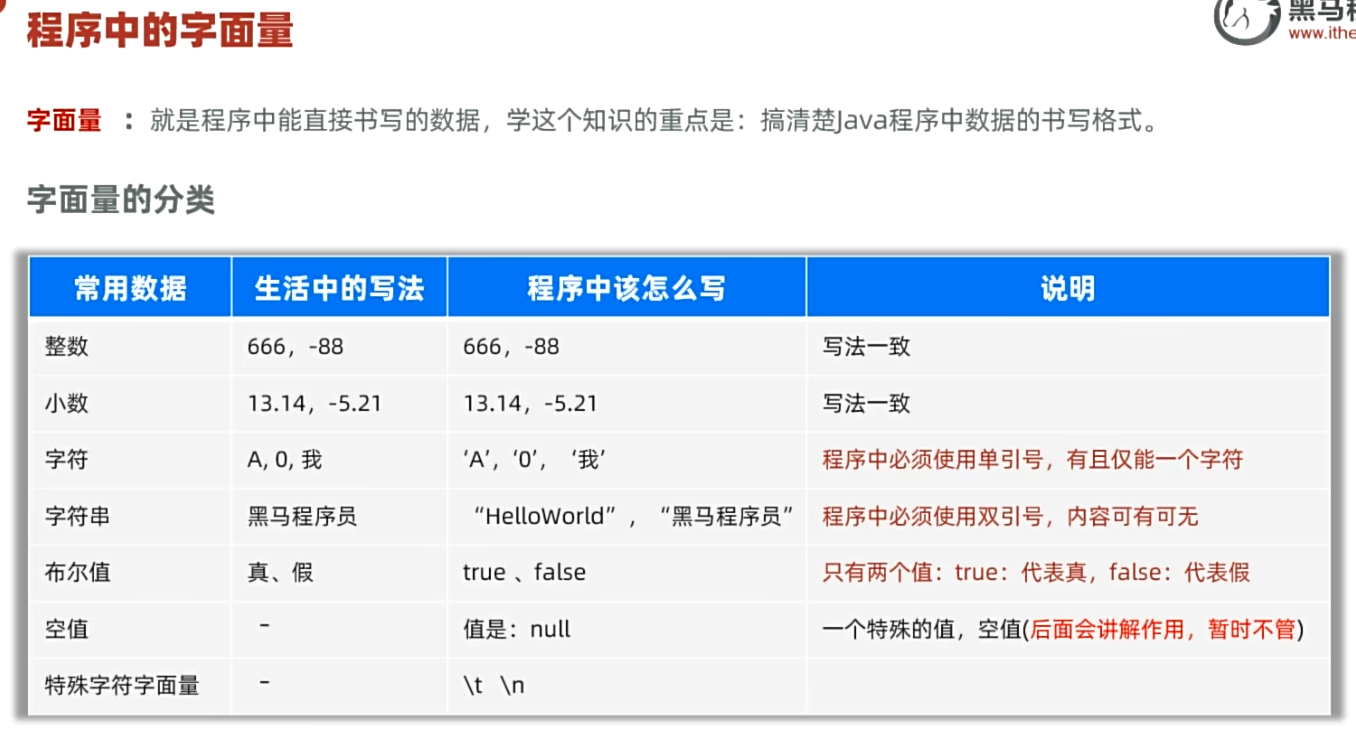 程序中的字面量
黑马程
www.ithe
字面量 ：就是程序中能直接书写的数据，学这个知识的重点是：搞清楚Java程序中数据的书写格式。
字面量的分类
常用数据 生活中的写法 程序中该怎么写 说明
整数 666，-88 666，-88 写法一致
小数 13.14，-5.21 13.14，-5.21 写法一致
字符 A, 0, 我 ‘A’，‘0’， ‘我’ 程序中必须使用单引号，有且仅能一个字符
字符串 黑马程序员 “HelloWorld”，“黑马程序员” 程序中必须使用双引号，内容可有可无
布尔值 真、假 true 、false 只有两个值：true：代表真，false：代表假
空值 - 值是：null 一个特殊的值，空值(后面会讲解作用，暂时不管)
特殊字符字面量 - \t \n